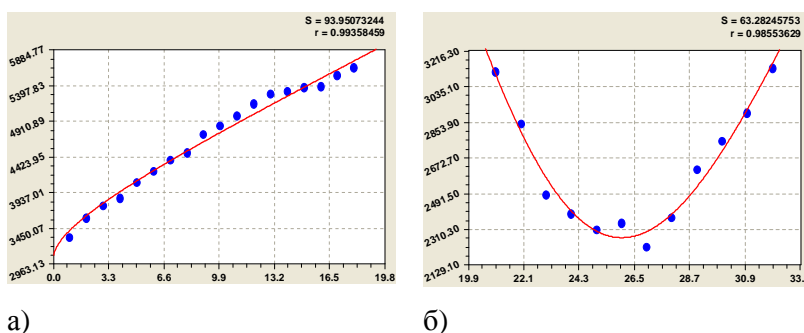 S = 93.95073244
r = 0.99358459
5884.77
5397.83
4910.89
4423.95
3937.01
3450.07
2963.13
0.0 3.3 6.6 9.9 13.2 16.5 19.8
а)
S = 63.28245753
r = 0.98553629
3216.30
3035.10
2853.90
2672.70
2491.50
2310.30
2129.10
19.9 22.1 24.3 26.5 28.7 30.9 33.
б)